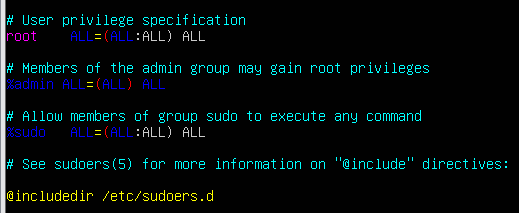 # User privilege specification
root    ALL=(ALL:ALL) ALL
# Members of the admin group may gain root privileges
%admin ALL=(ALL) ALL
# Allow members of group sudo to execute any command
%sudo   ALL=(ALL:ALL) ALL
# See sudoers(5) for more information on "@include" directives:
@includedir /etc/sudoers.d